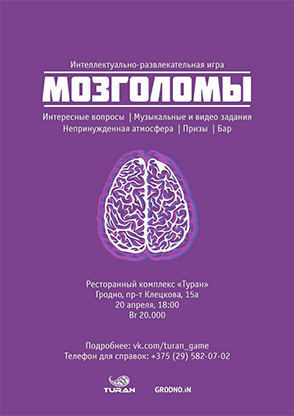 Интеллектуально-развлекательная игра
МОЗГОЛОМЫ
Интересные вопросы | Музыкальные и видео задания
Непринужденная атмосфера | Призы | Бар
Ресторанный комплекс «Туран»
Гродно, пр-т Клецкова, 15а
20 апреля, 18:00
Br 20.000
Подробнее: vk.com/turan_game
Телефон для справок: +375 (29) 582-07-02
TURAN GRODNO.iN